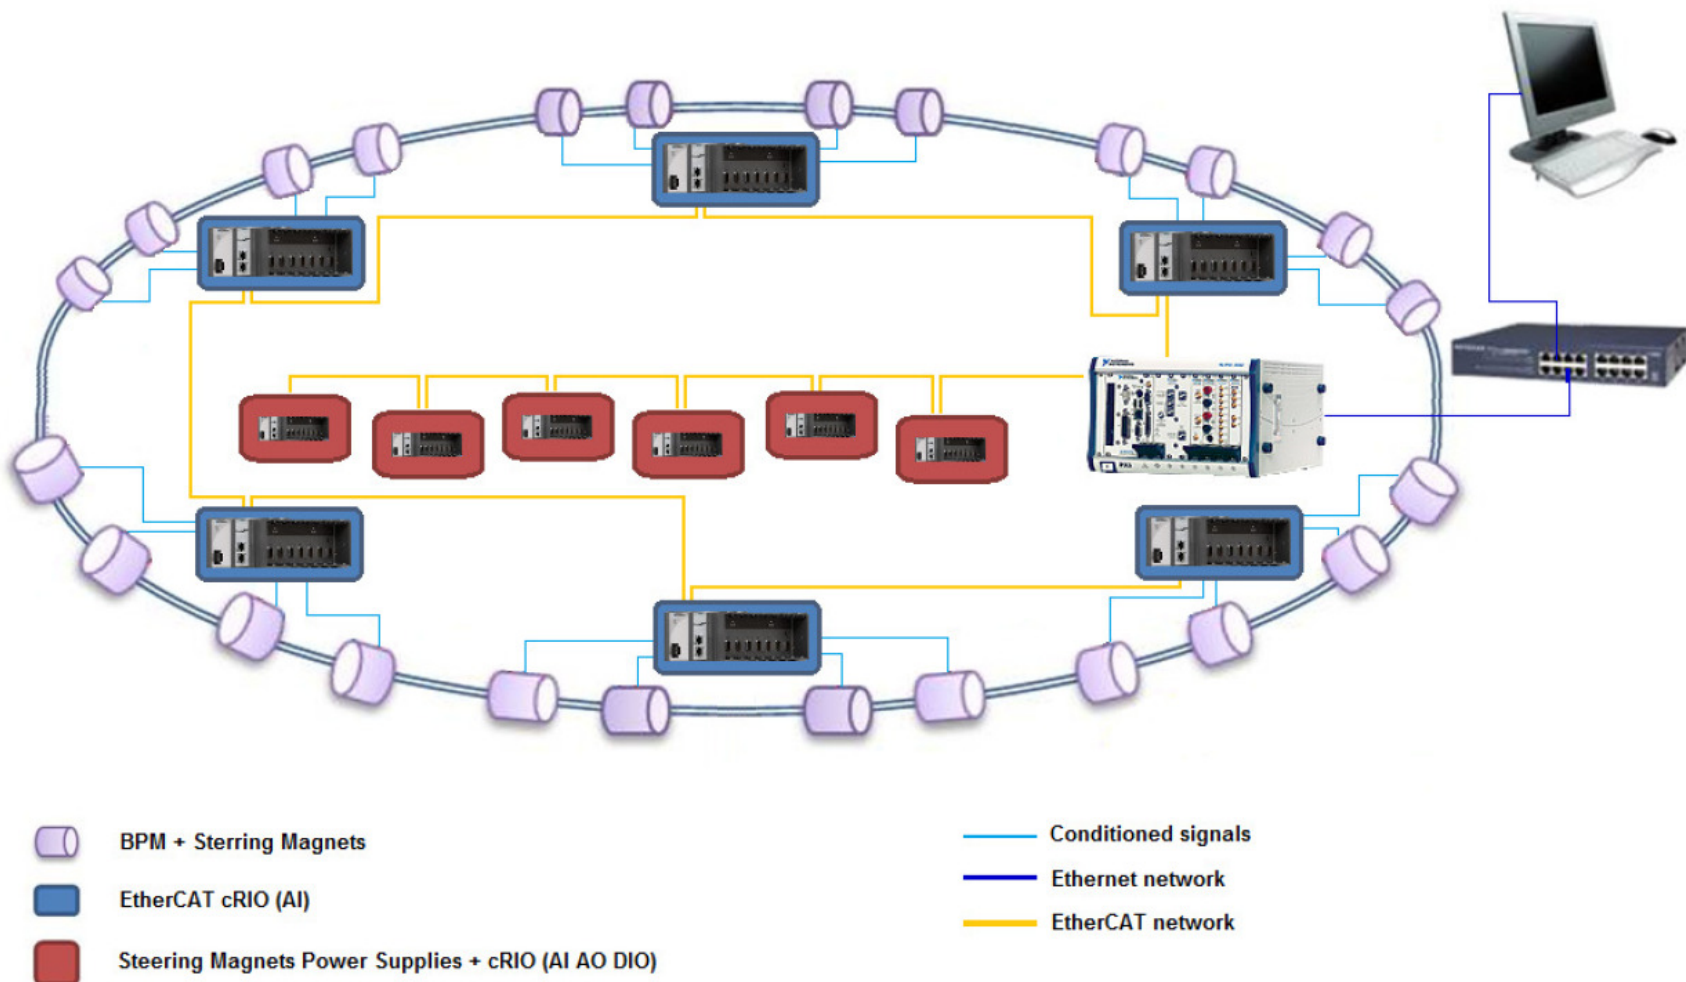 BPM + Sterring Magnets
EtherCAT cRIO (AI)
Steering Magnets Power Supplies + cRIO (AI AO DIO)
Conditioned signals
Ethernet network
EtherCAT network